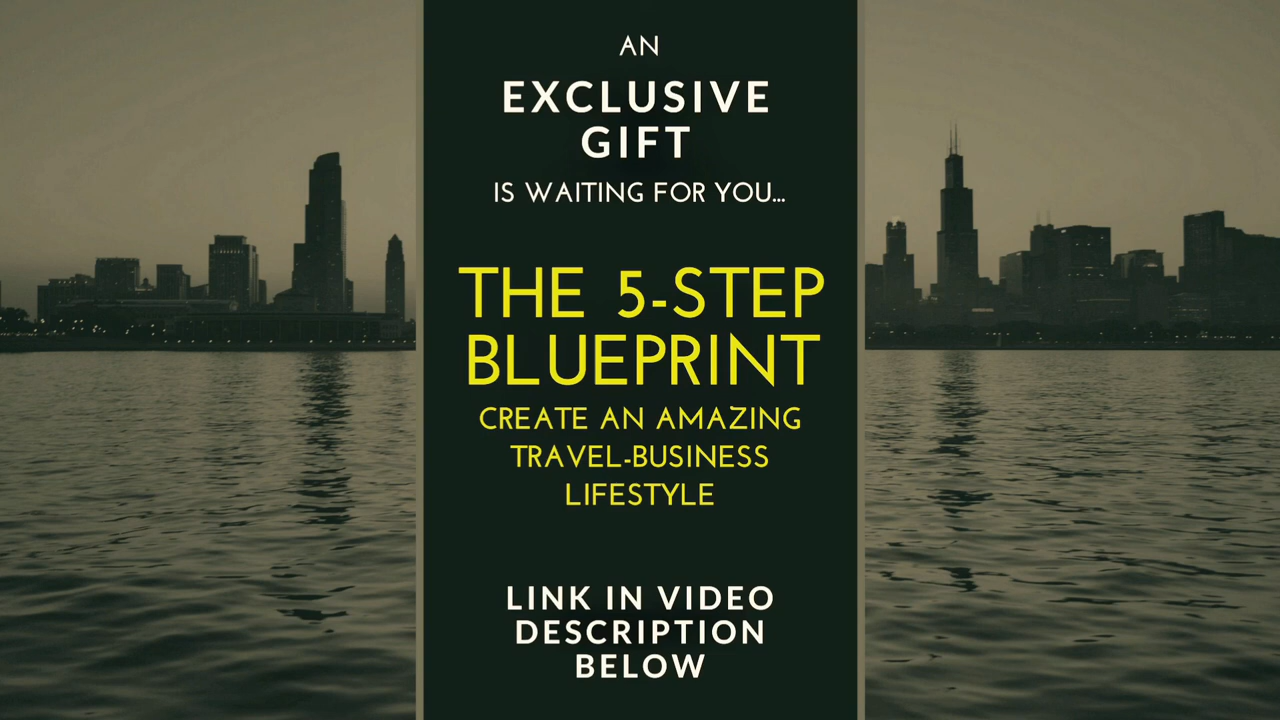 AN
EXCLUSIVE
GIFT
IS WAITING FOR YOU...
THE 5-STEP
BLUEPRINT
CREATE AN AMAZING
TRAVEL-BUSINESS
LIFESTYLE
LINK IN VIDEO
DESCRIPTION
BELOW